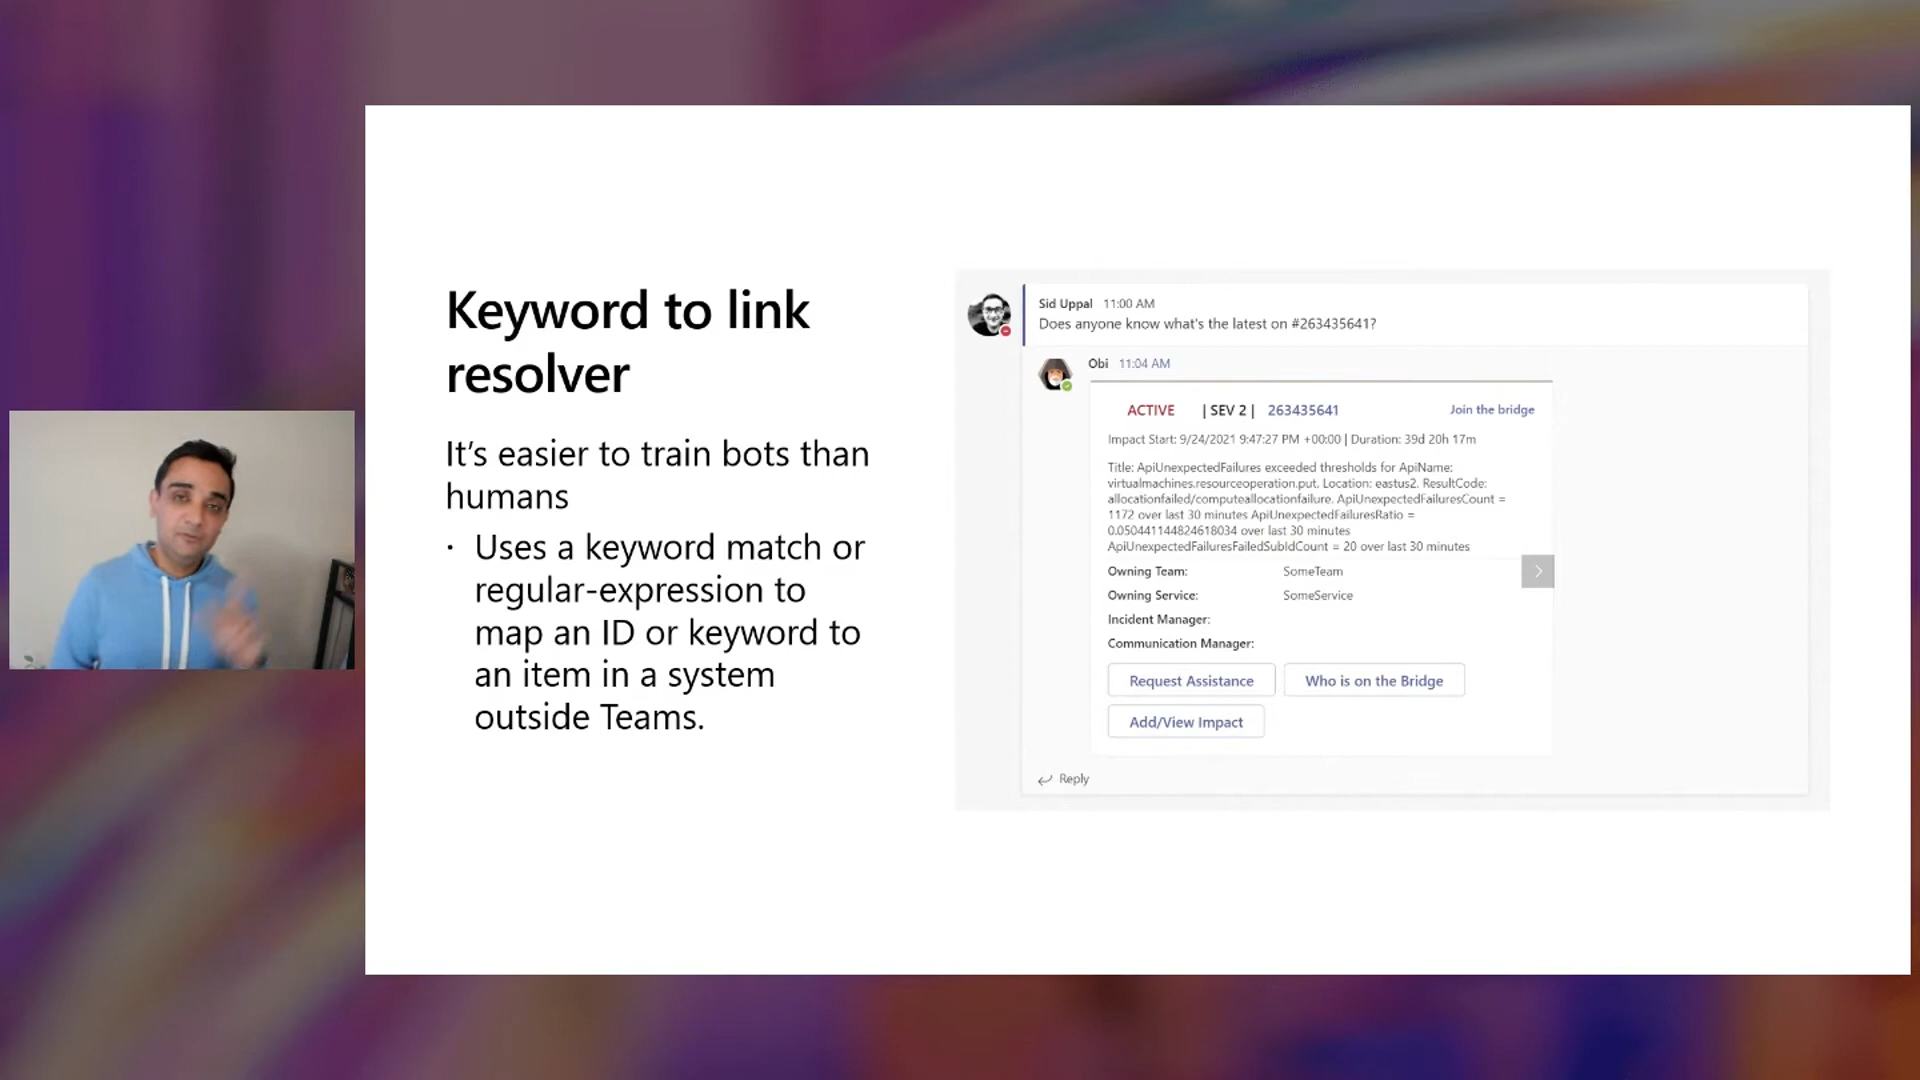 Keyword to link
resolver
It's easier to train bots than
humans
· Uses a keyword match or
regular-expression to
map an ID or keyword to
an item in a system
outside Teams.
Sid Uppal 11:00 AM
Does anyone know what's the latest on #263435641?
Obi 11:04 AM
ACTIVE | SEV 2 | 263435641 Join the bridge
Impact Start: 9/24/2021 9:47:27 PM +00:00 | Duration: 39d 20h 17m
Title: ApiUnexpectedFailures exceeded thresholds for ApiName:
virtualmachines.resourceoperation.put. Location: eastus2. ResultCode:
allocationfailed/computeallocationfailure. ApiUnexpectedFailuresCount =
1172 over last 30 minutes ApiUnexpectedFailuresRatio =
0.050441144824618034 over last 30 minutes
ApiUnexpectedFailuresFailedSubIdCount = 20 over last 30 minutes
Owning Team: SomeTeam
Owning Service: SomeService
Incident Manager:
Communication Manager:
Request Assistance Who is on the Bridge
Add/View Impact
Reply